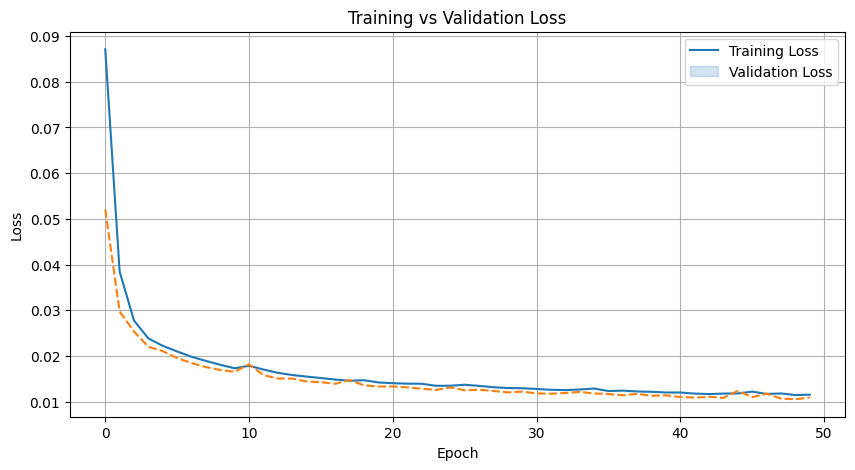 Training vs Validation Loss
Training Loss
Validation Loss
0.09
0.08
0.07
0.06
0.05
0.04
0.03
0.02
0.01
Loss
0 10 20 30 40 50
Epoch